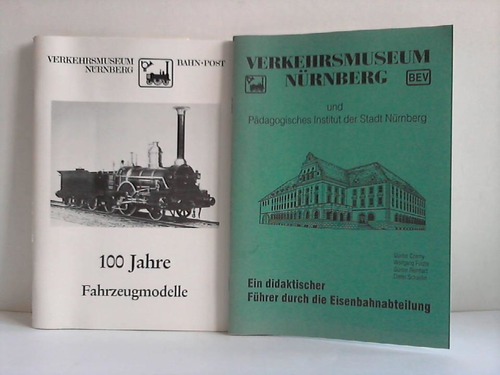 VERKEHRSMUSEUM
NÜRNBERG
BAHN·POST
100 Jahre
Fahrzeugmodelle
VERKEHRSMUSEUM
NÜRNBERG
BEV
und
Pädagogisches Institut der Stadt Nürnberg
Ein didaktischer
Führer durch die Eisenbahnabteilung